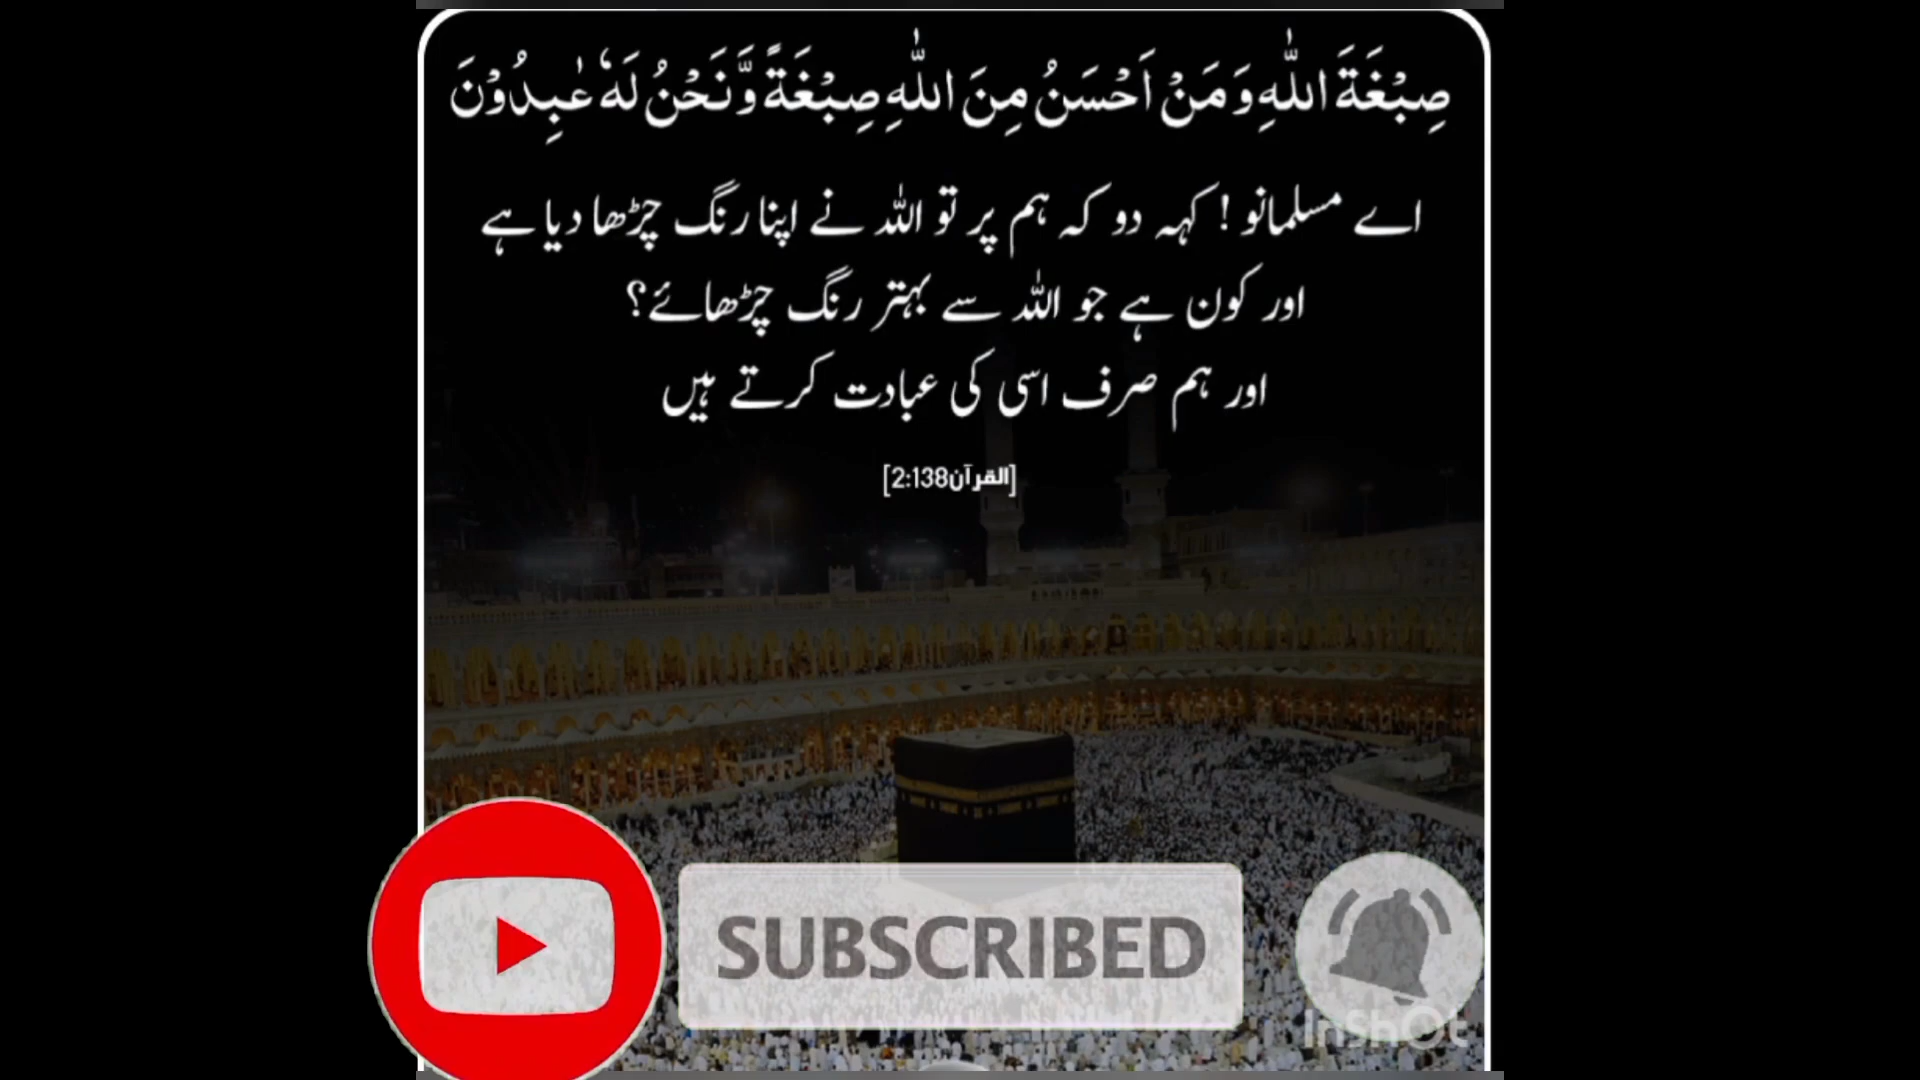 صِبْغَةَ اللّٰهِ وَ مَنْ اَحْسَنُ مِنَ اللّٰهِ صِبْغَةً وَّ نَحْنُ لَهٗ عٰبِدُوْنَ
اے مسلمانو ! کہہ دو کہ ہم پر تو اللہ نے اپنا رنگ چڑھا دیا ہے
اور کون ہے جو اللہ سے بہتر رنگ چڑھائے؟
اور ہم صرف اسی کی عبادت کرتے ہیں
[القرآن2:138]
SUBSCRIBED
InShOt